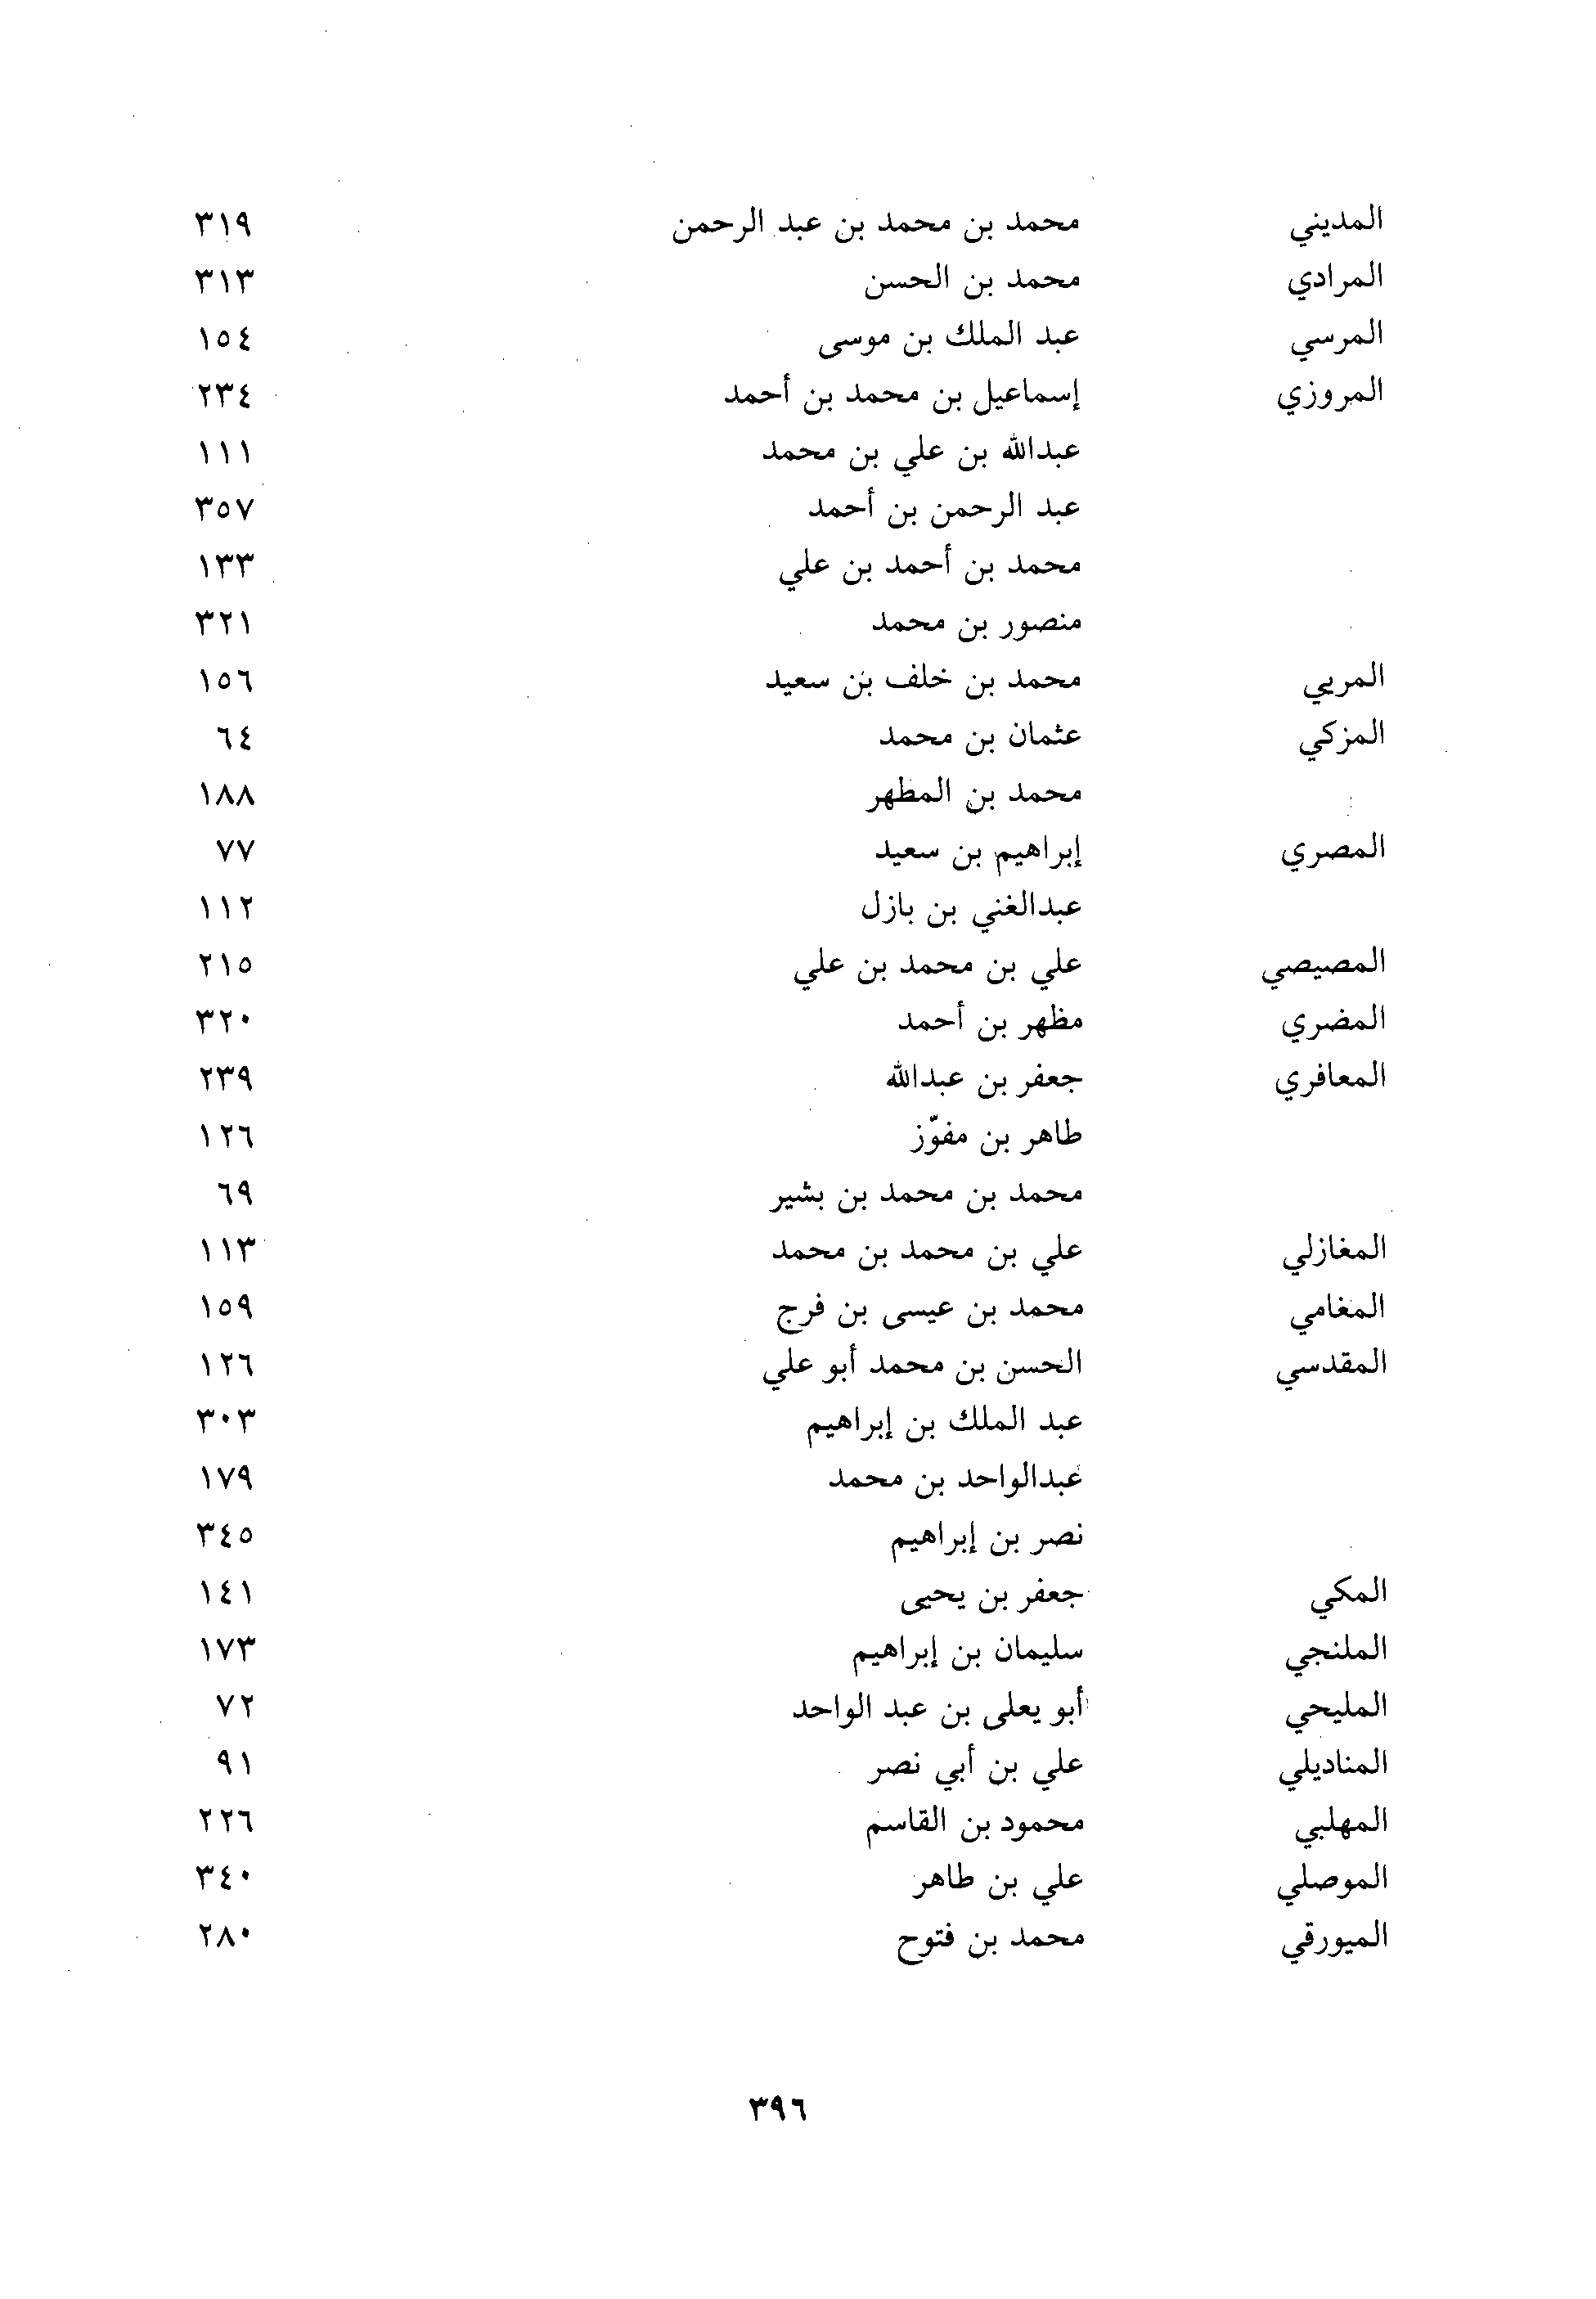 المديني محمد بن محمد بن عبد الرحمن ٣١٩
المرادي محمد بن الحسن ٣١٣
المرسي عبد الملك بن موسى ١٥٤
المروزي إسماعيل بن محمد بن أحمد ٢٣٤
عبدالله بن علي بن محمد ١١١
عبد الرحمن بن أحمد ٣٥٧
محمد بن أحمد بن علي ١٣٣
منصور بن محمد ٣٢١
المريي محمد بن خلف بن سعيد ١٥٦
المزكي عثمان بن محمد ٦٤
محمد بن المظهر ١٨٨
المصري إبراهيم بن سعيد ٧٧
عبدالغني بن بازل ١١٢
المصيصي علي بن محمد بن علي ٢١٥
المضري مظهر بن أحمد ٣٢٠
المعافري جعفر بن عبدالله ٢٣٩
طاهر بن مفوّز ١٢٦
محمد بن محمد بن بشير ٦٩
المغازلي علي بن محمد بن محمد ١١٣
المغامي محمد بن عيسى بن فرج ١٥٩
المقدسي الحسن بن محمد أبو علي ١٢٦
عبد الملك بن إبراهيم ٣٠٣
عبدالواحد بن محمد ١٧٩
نصر بن إبراهيم ٣٤٥
المكي جعفر بن يحيى ١٤١
الملنجي سليمان بن إبراهيم ١٧٣
المليحي أبو يعلى بن عبد الواحد ٧٢
المناديلي علي بن أبي نصر ٩١
المهلبي محمود بن القاسم ٢٢٦
الموصلي علي بن طاهر ٣٤٠
الميورقي محمد بن فتوح ٢٨٠
٣٩٦